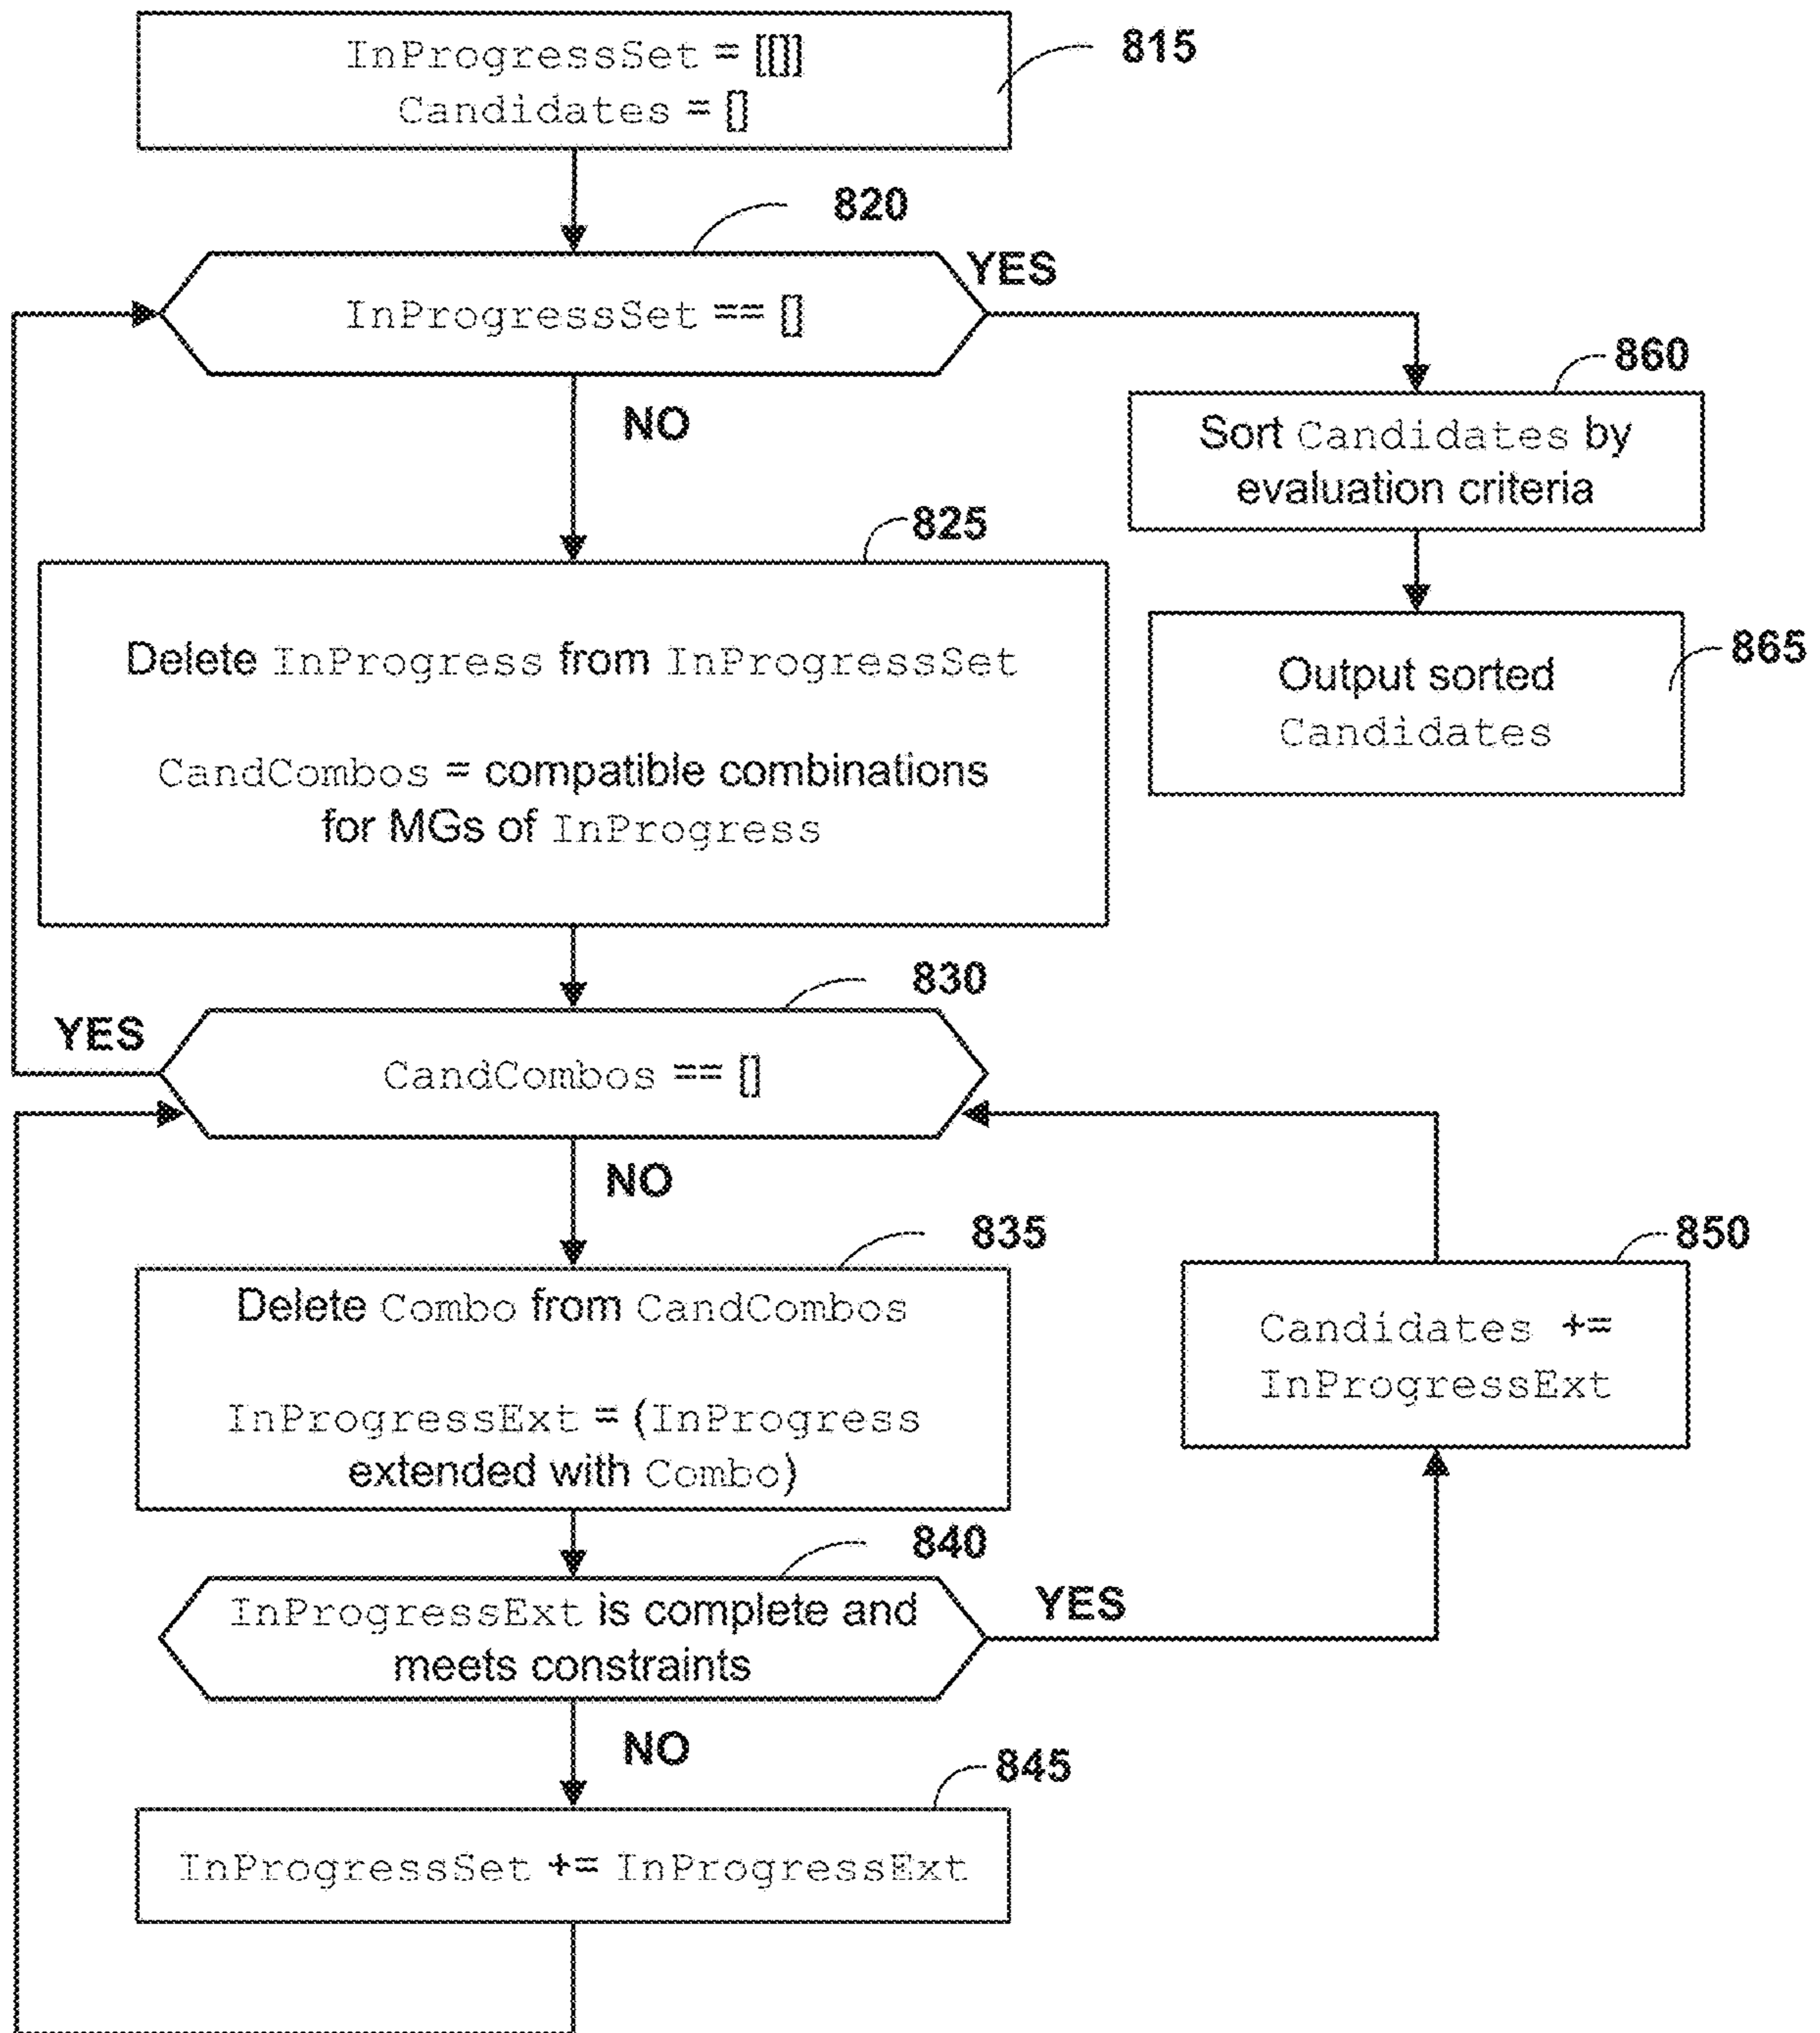 InProgressSet = [[]]
Candidates = []
815
820
InProgressSet == []
YES
NO
860
Sort Candidates by
evaluation criteria
825
Delete InProgress from InProgressSet
CandCombos = compatible combinations
for MGs of InProgress
865
Output sorted
Candidates
830
YES
CandCombos == []
NO
835
Delete Combo from CandCombos
InProgressExt = (InProgress
extended with Combo)
850
Candidates +=
InProgressExt
840
InProgressExt is complete and
meets constraints
YES
NO
845
InProgressSet += InProgressExt